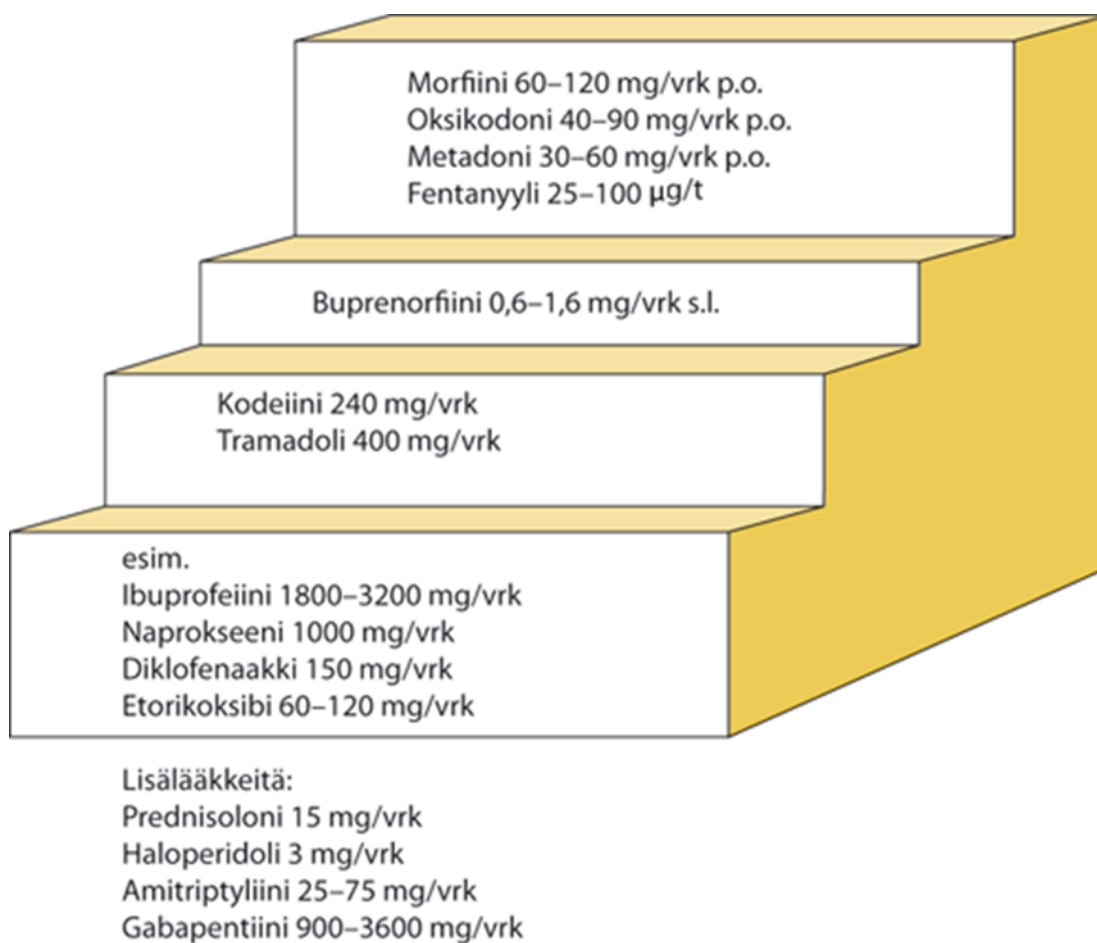 Morfiini 60–120 mg/vrk p.o.
Oksikodoni 40–90 mg/vrk p.o.
Metadoni 30–60 mg/vrk p.o.
Fentanyyli 25–100 µg/t
Buprenorfiini 0,6–1,6 mg/vrk s.l.
Kodeiini 240 mg/vrk
Tramadoli 400 mg/vrk
esim.
Ibuprofeiini 1800–3200 mg/vrk
Naprokseeni 1000 mg/vrk
Diklofenaakki 150 mg/vrk
Etorikoksibi 60–120 mg/vrk
Lisälääkkeitä:
Prednisoloni 15 mg/vrk
Haloperidoli 3 mg/vrk
Amitriptyliini 25–75 mg/vrk
Gabapentiini 900–3600 mg/vrk